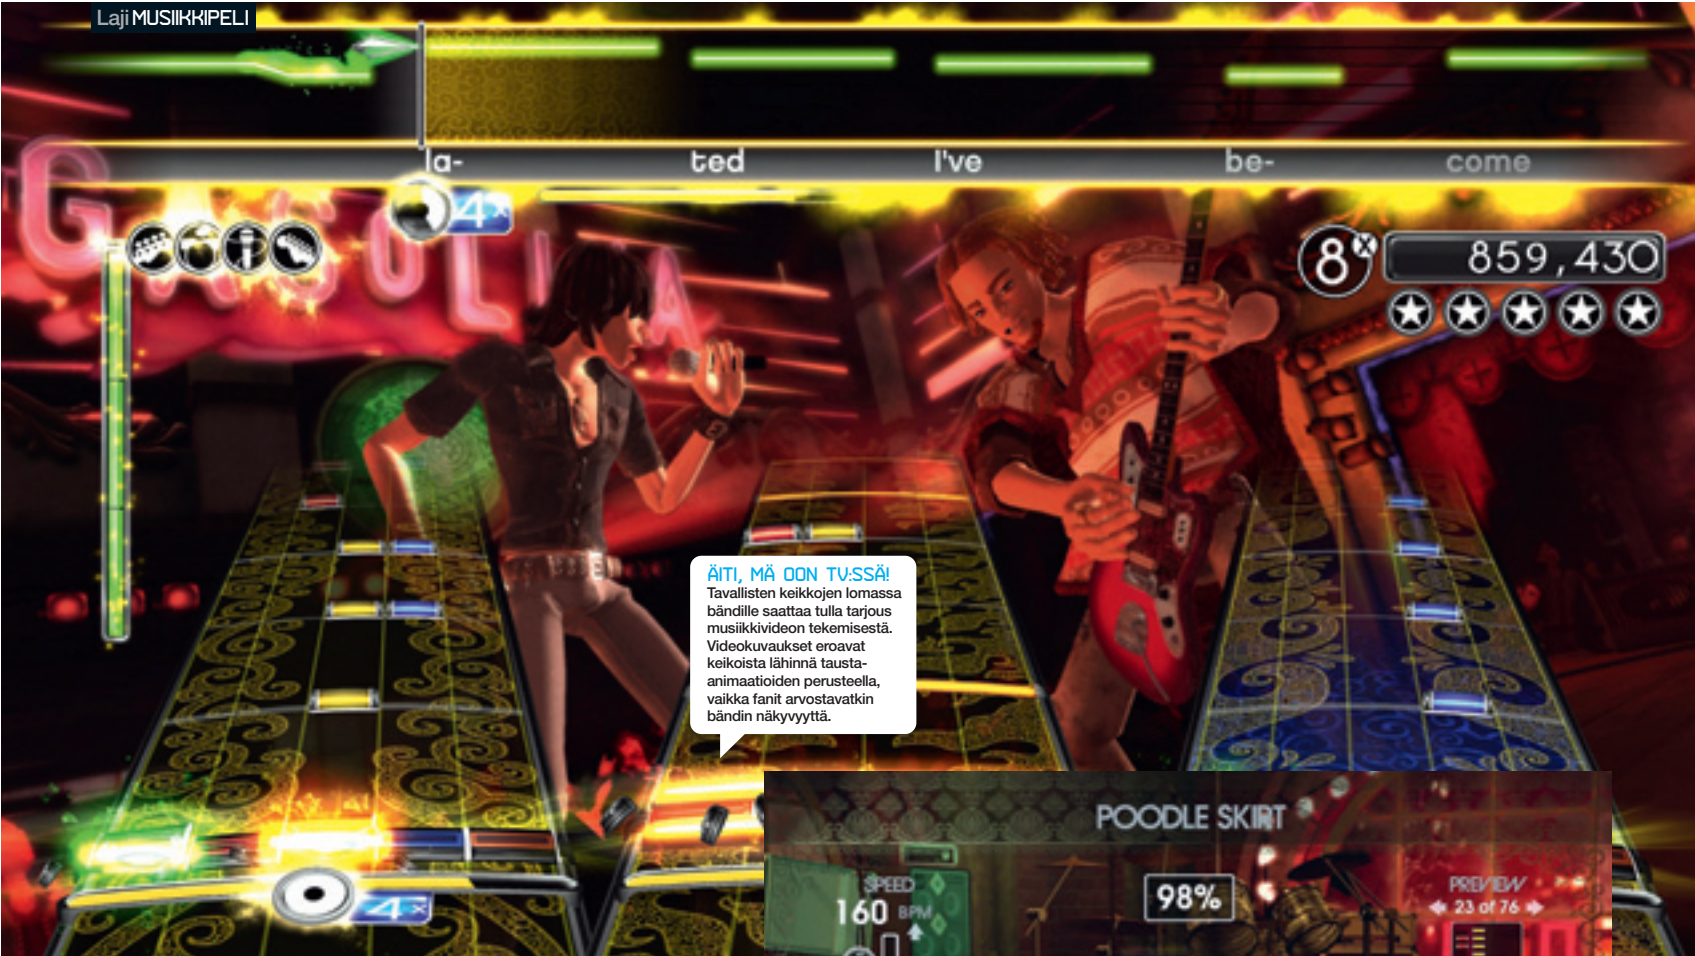 Laji MUSIIKKIPELI
la- ted I've be- come
4x
GASOLINA
8x 859,430
ÄITI, MÄ OON TV:SSÄ!
Tavallisten keikkojen lomassa
bändille saattaa tulla tarjous
musiikkivideon tekemisestä.
Videokuvaukset eroavat
keikoista lähinnä tausta-
animaatioiden perusteella,
vaikka fanit arvostavatkin
bändin näkyvyyttä.
POODLE SKIRT
SPEED
160 BPM
98%
PREVIEW
23 of 76
4x